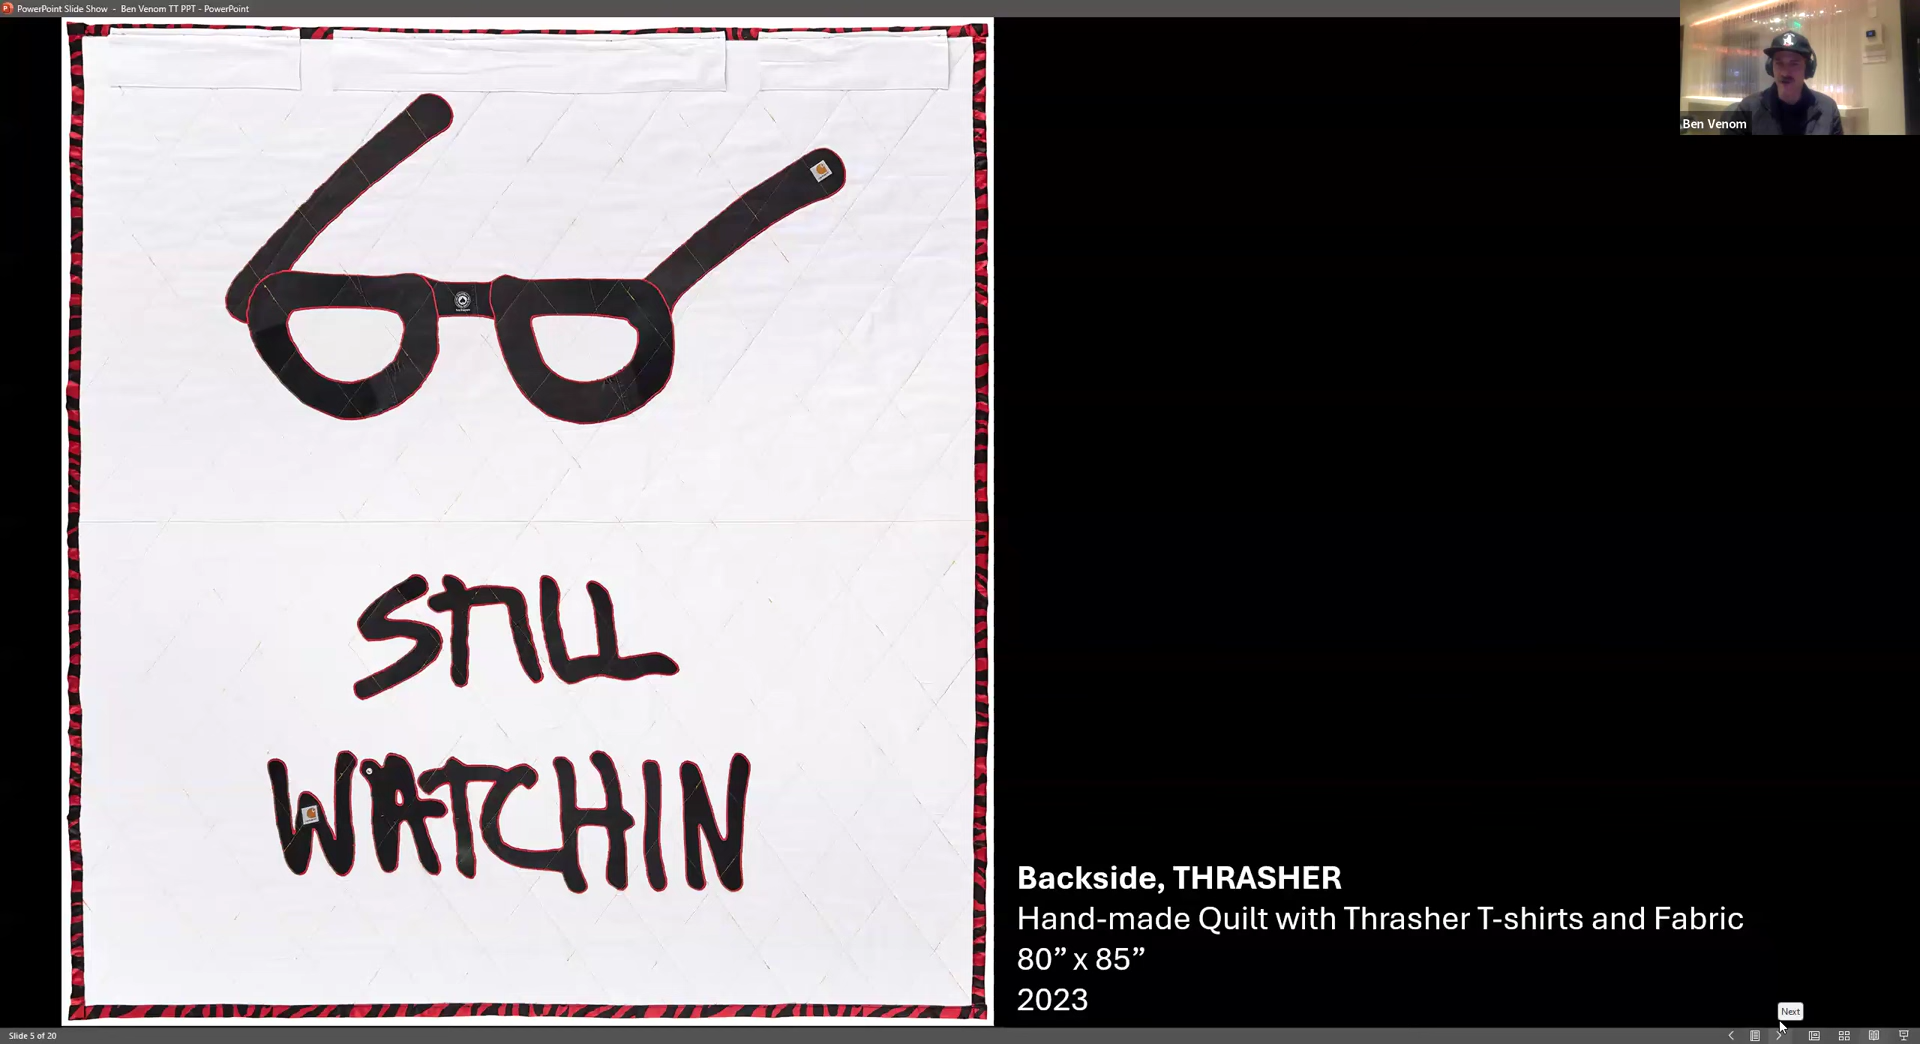 PowerPoint Slide Show - Ben Venom TT PPT - PowerPoint
Ben Venom
STILL
WATCHIN
Backside, THRASHER
Hand-made Quilt with Thrasher T-shirts and Fabric
80” x 85”
2023
Next
Slide 5 of 20